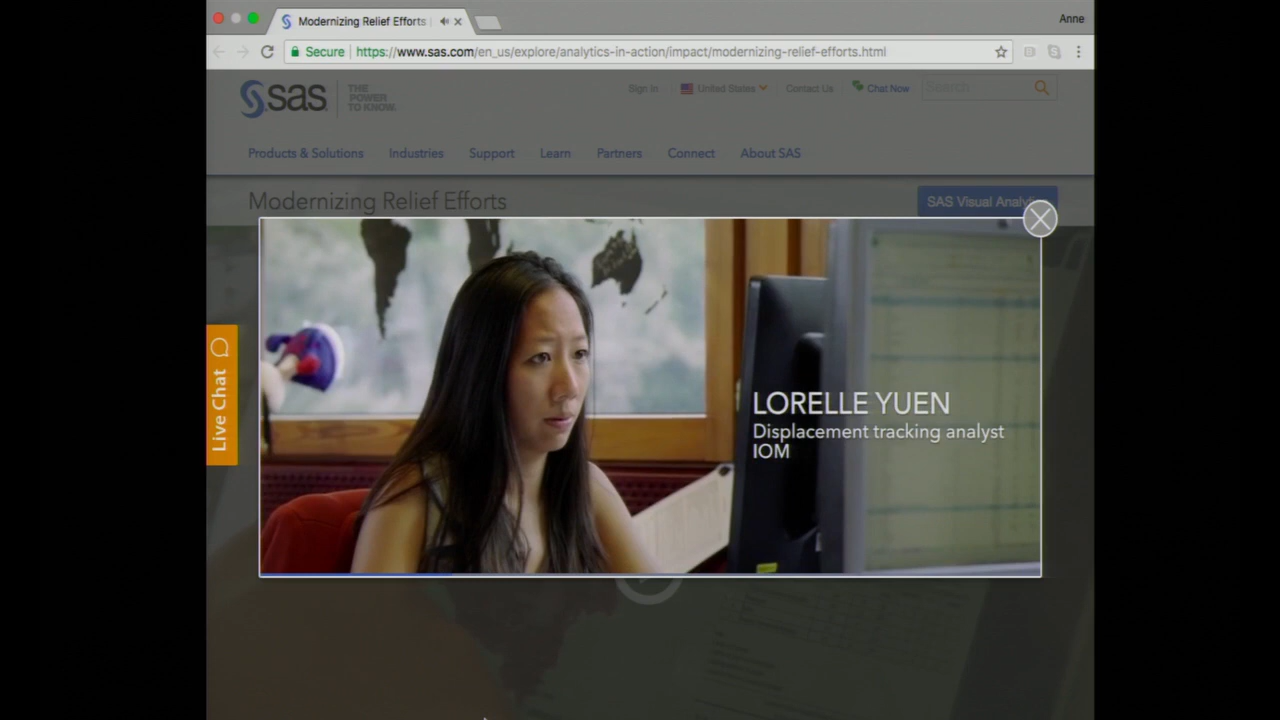 Modernizing Relief Efforts
Anne
Secure
https://www.sas.com/en_us/explore/analytics-in-action/impact/modernizing-relief-efforts.html
sas
THE
POWER
TO KNOW.
Sign In
United States
Contact Us
Chat Now
Search
Products & Solutions
Industries
Support
Learn
Partners
Connect
About SAS
Modernizing Relief Efforts
SAS Visual
Live Chat
LORELLE YUEN
Displacement tracking analyst
IOM